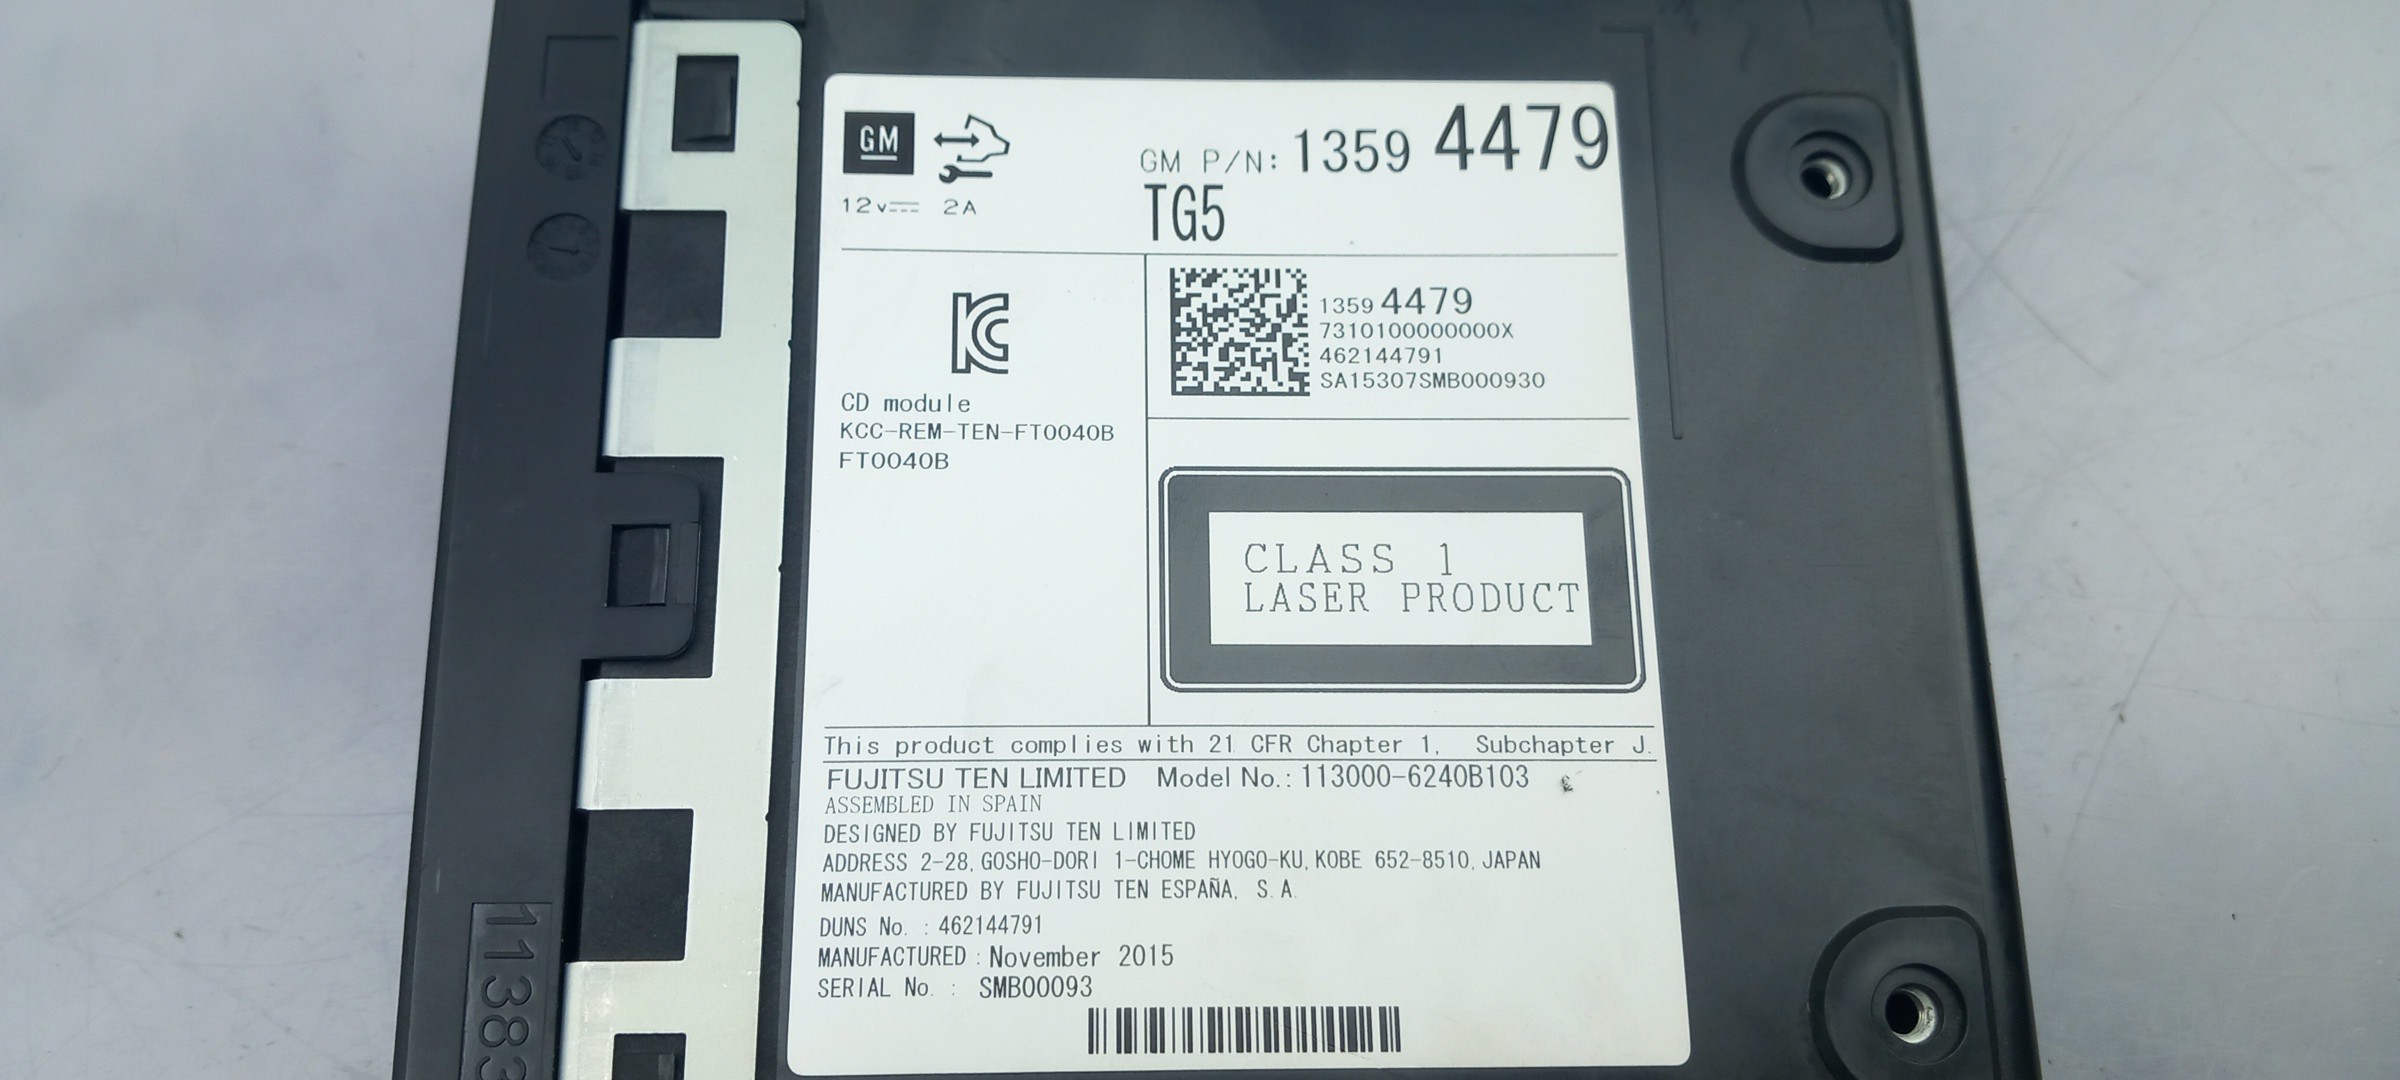 GM
GM P/N: 1359 4479
12v 2A
TG5
KC
CD module
KCC-REM-TEN-FT0040B
FT0040B
1359 4479
7310100000000X
462144791
SA15307SMB000930
CLASS 1
LASER PRODUCT
This product complies with 21 CFR Chapter 1, Subchapter J.
FUJITSU TEN LIMITED Model No.: 113000-6240B103
ASSEMBLED IN SPAIN
DESIGNED BY FUJITSU TEN LIMITED
ADDRESS 2-28, GOSHO-DORI 1-CHOME HYOGO-KU, KOBE 652-8510, JAPAN
MANUFACTURED BY FUJITSU TEN ESPAÑA, S.A.
DUNS No. : 462144791
MANUFACTURED : November 2015
SERIAL No. : SMB00093